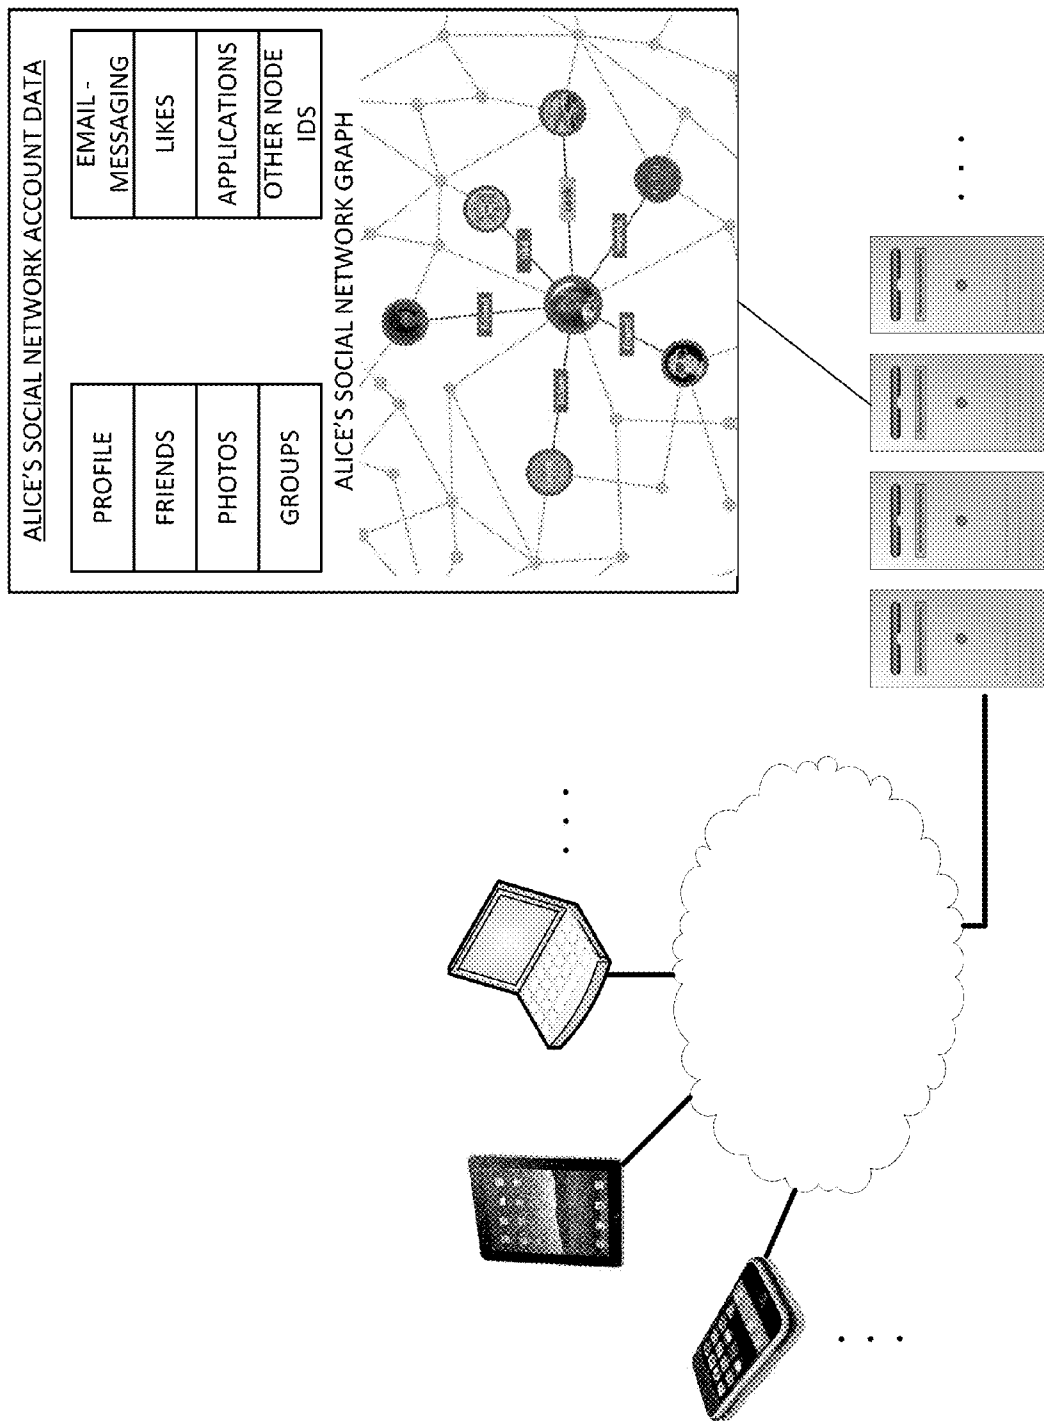 ALICE'S SOCIAL NETWORK ACCOUNT DATA
PROFILE
FRIENDS
PHOTOS
GROUPS
EMAIL -
MESSAGING
LIKES
APPLICATIONS
OTHER NODE
IDS
ALICE'S SOCIAL NETWORK GRAPH